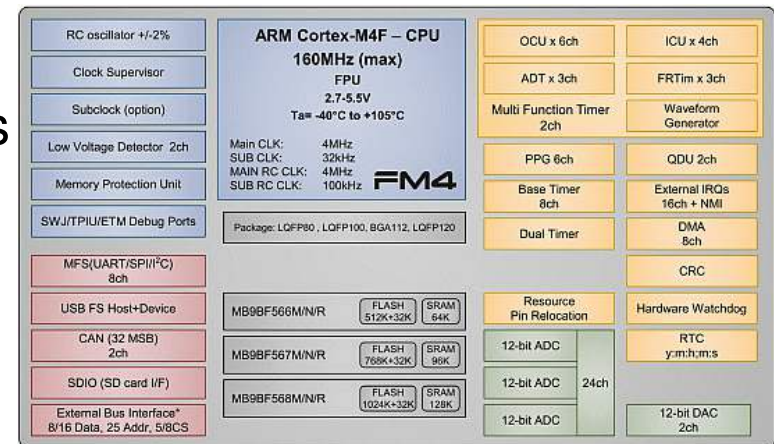 s
RC oscillator +/-2%
Clock Supervisor
Subclock (option)
Low Voltage Detector 2ch
Memory Protection Unit
SWJ/TPIU/ETM Debug Ports
MFS(UART/SPI/I²C)
8ch
USB FS Host+Device
CAN (32 MSB)
2ch
SDIO (SD card I/F)
External Bus Interface*
8/16 Data, 25 Addr, 5/8CS
ARM Cortex-M4F – CPU
160MHz (max)
FPU
2.7-5.5V
Ta= -40°C to +105°C
Main CLK: 4MHz
SUB CLK: 32kHz
MAIN RC CLK: 4MHz
SUB RC CLK: 100kHz
FM4
Package: LQFP80 , LQFP100, BGA112, LQFP120
MB9BF566M/N/R FLASH 512K+32K SRAM 64K
MB9BF567M/N/R FLASH 768K+32K SRAM 96K
MB9BF568M/N/R FLASH 1024K+32K SRAM 128K
OCU x 6ch
ICU x 4ch
ADT x 3ch
FRTim x 3ch
Multi Function Timer
2ch
Waveform
Generator
PPG 6ch
QDU 2ch
Base Timer
8ch
External IRQs
16ch + NMI
Dual Timer
DMA
8ch
CRC
Resource
Pin Relocation
Hardware Watchdog
12-bit ADC
RTC
y:m:h;m:s
12-bit ADC
24ch
12-bit ADC
12-bit DAC
2ch